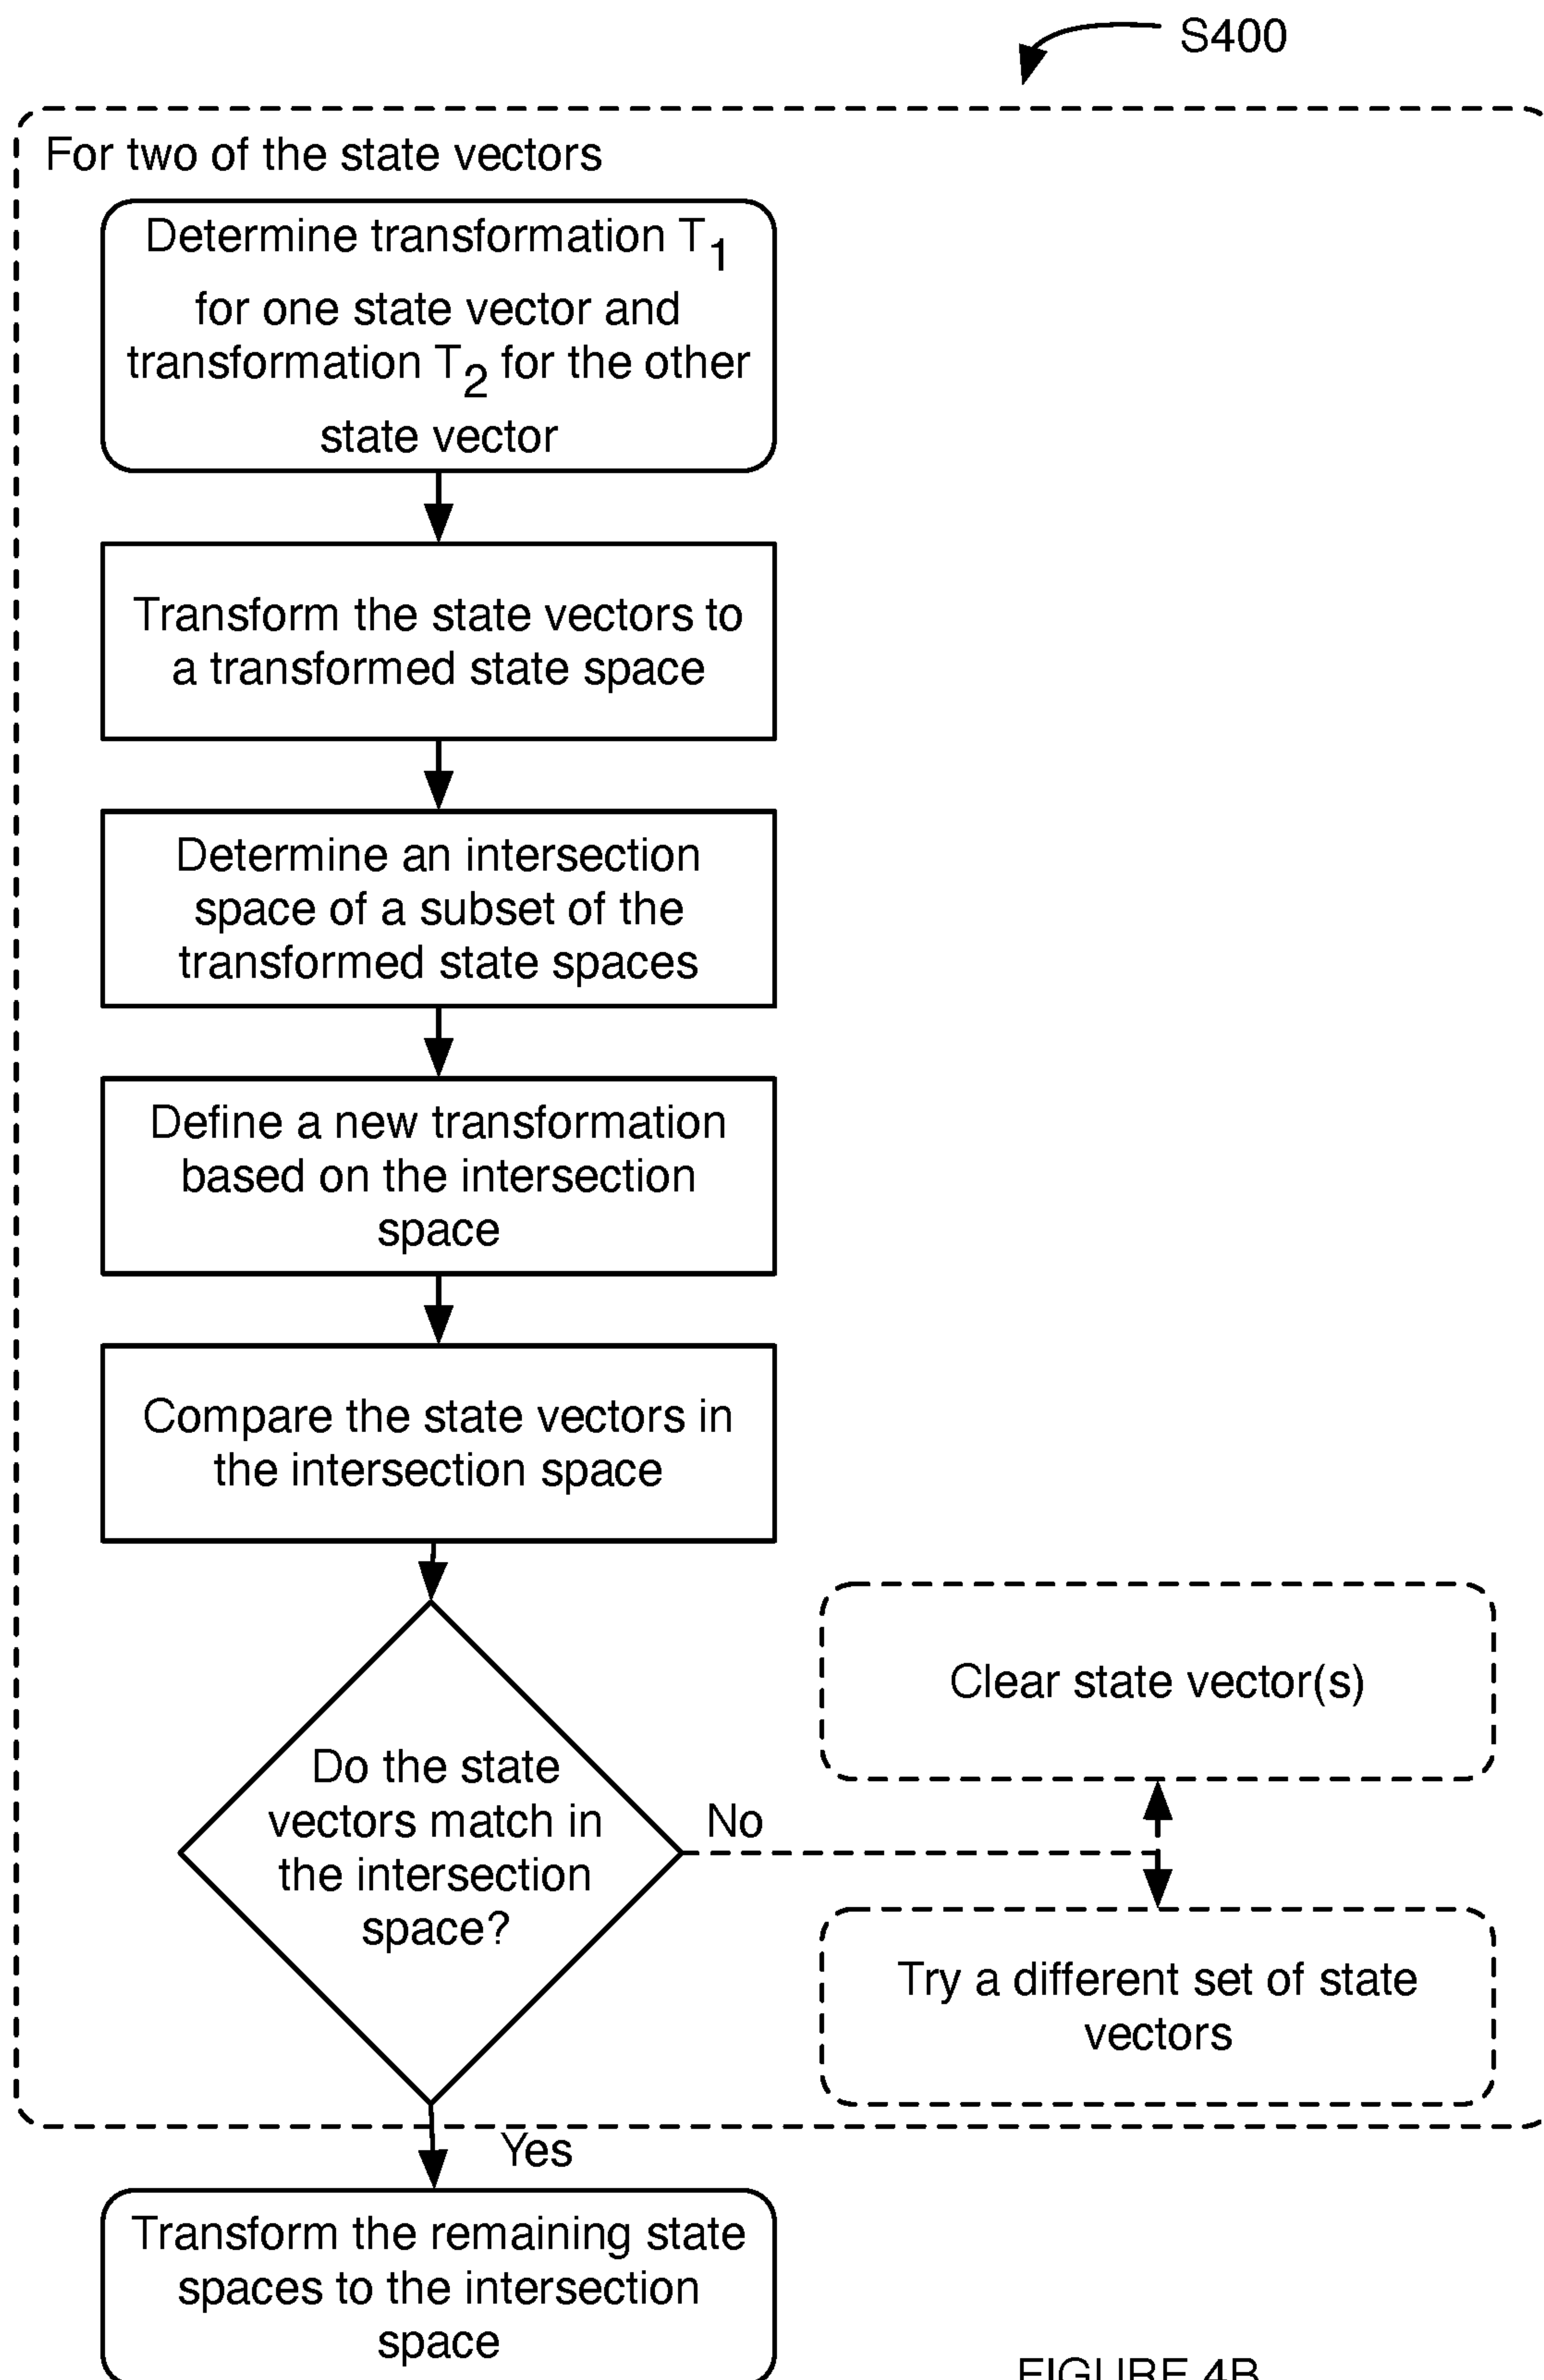 S400
For two of the state vectors
Determine transformation T1
for one state vector and
transformation T2 for the other
state vector
Transform the state vectors to
a transformed state space
Determine an intersection
space of a subset of the
transformed state spaces
Define a new transformation
based on the intersection
space
Compare the state vectors in
the intersection space
Do the state
vectors match in
the intersection
space?
No
Clear state vector(s)
Try a different set of state
vectors
Yes
Transform the remaining state
spaces to the intersection
space
FIGURE 4B